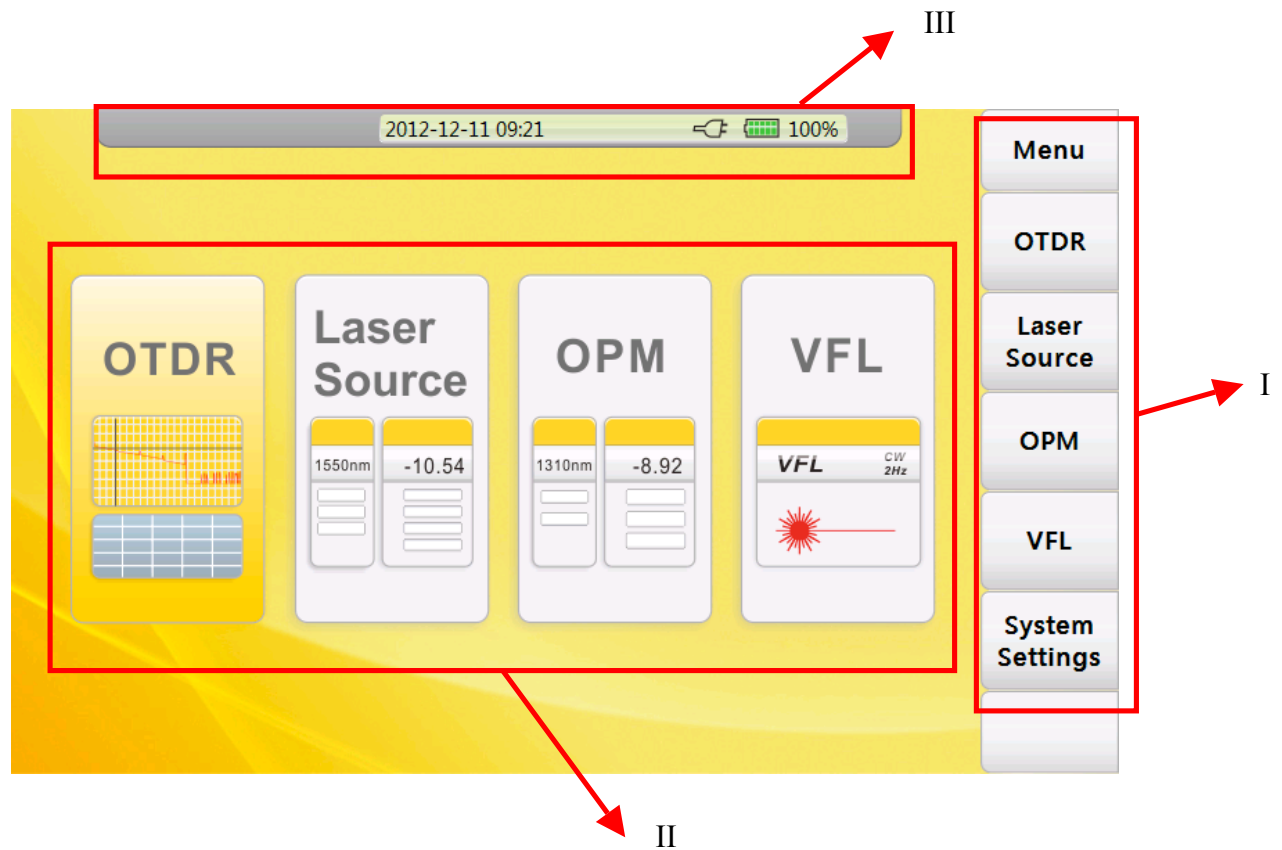 III
2012-12-11 09:21
100%
Menu
OTDR
Laser
Source
OPM
VFL
System
Settings
I
OTDR
Laser
Source
1550nm
-10.54
OPM
1310nm
-8.92
VFL
VFL
CW
2Hz
II